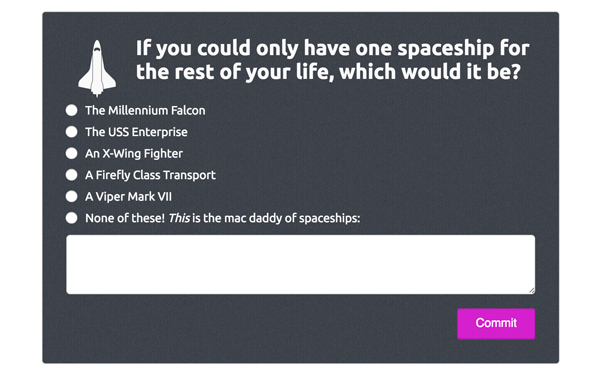 If you could only have one spaceship for
the rest of your life, which would it be?
The Millennium Falcon
The USS Enterprise
An X-Wing Fighter
A Firefly Class Transport
A Viper Mark VII
None of these! This is the mac daddy of spaceships:
Commit